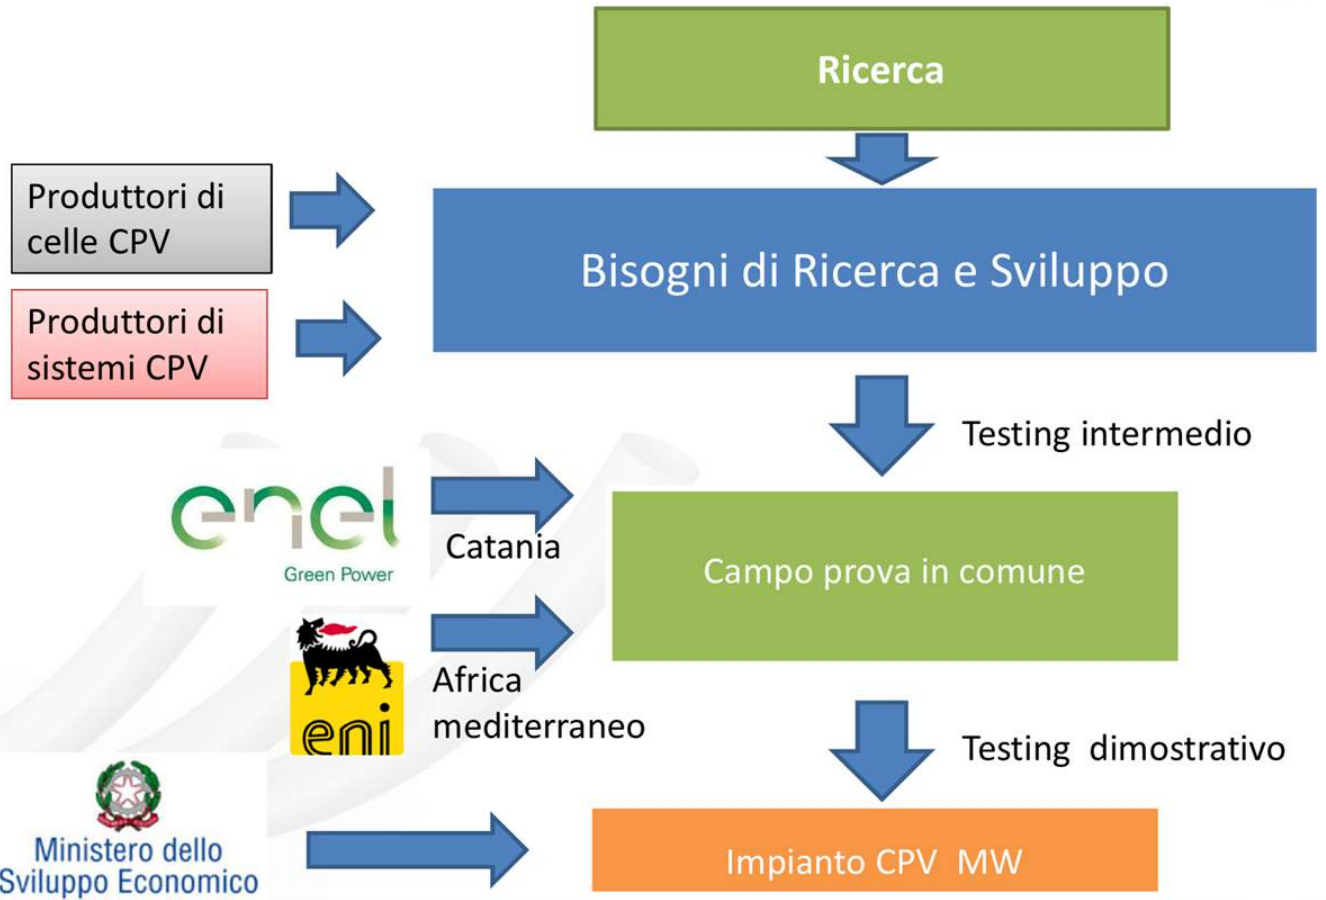 Ricerca
Produttori di
celle CPV
Bisogni di Ricerca e Sviluppo
Produttori di
sistemi CPV
Testing intermedio
enel
Green Power
Catania
Campo prova in comune
eni
Africa
mediterraneo
Testing dimostrativo
Ministero dello
Sviluppo Economico
Impianto CPV MW